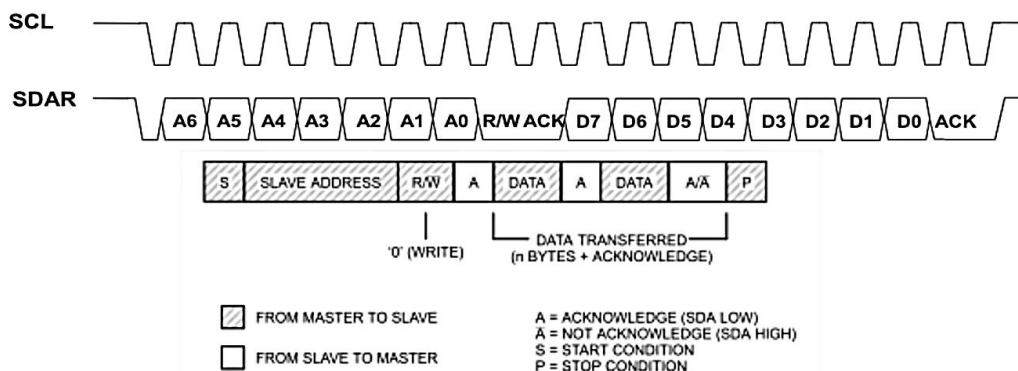 SCL
SDAR A6 A5 A4 A3 A2 A1 A0 R/W ACK D7 D6 D5 D4 D3 D2 D1 D0 ACK
S SLAVE ADDRESS R/W̅ A DATA A DATA A/A̅ P
'0' (WRITE) DATA TRANSFERRED
(n BYTES + ACKNOWLEDGE)
FROM MASTER TO SLAVE
FROM SLAVE TO MASTER
A = ACKNOWLEDGE (SDA LOW)
A̅ = NOT ACKNOWLEDGE (SDA HIGH)
S = START CONDITION
P = STOP CONDITION